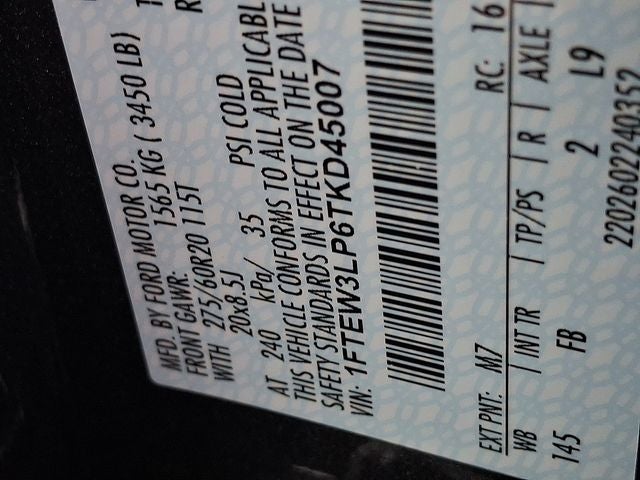 MFD. BY FORD MOTOR CO.
FRONT GAWR: 1565 KG ( 3450 LB)
WITH 275/60R20 115T
20x8.5J
AT 240 kPa/ 35 PSI COLD
THIS VEHICLE CONFORMS TO ALL APPLICABL
SAFETY STANDARDS IN EFFECT ON THE DATE
VIN: 1FTEW3LP6TKD45007
EXT PNT: M7 RC: 16
WB | INT TR | TP/PS | R | AXLE |
145 FB 2 L9
2202602240352